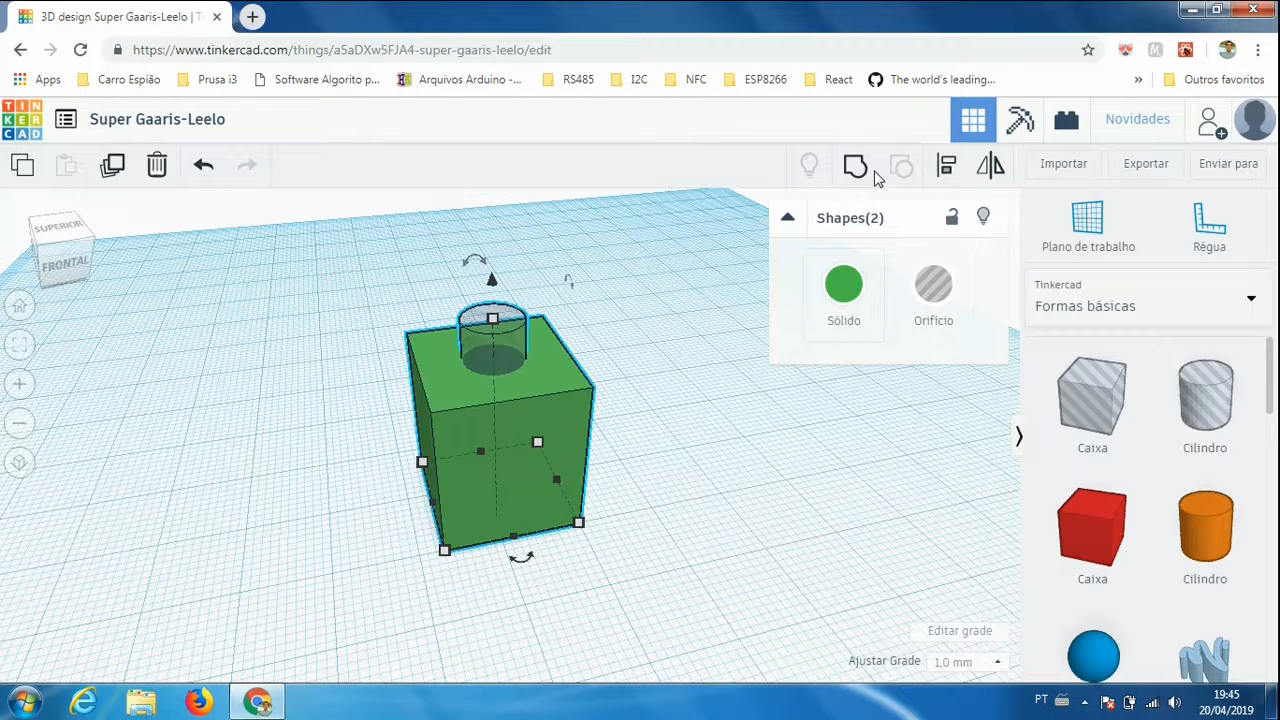 3D design Super Gaaris-Leelo | T
https://www.tinkercad.com/things/a5aDXw5FJA4-super-gaaris-leelo/edit
Apps
Carro Espião
Prusa i3
Software Algorito p...
Arquivos Arduino -...
RS485
I2C
NFC
ESP8266
React
The world's leading...
»
Outros favoritos
TIN
KER
CAD
Super Gaaris-Leelo
Novidades
Importar
Exportar
Enviar para
SUPERIOR
FRONTAL
Shapes(2)
Sólido
Orifício
Plano de trabalho
Régua
Tinkercad
Formas básicas
Caixa
Cilindro
Caixa
Cilindro
Editar grade
Ajustar Grade
1,0 mm
PT
19:45
20/04/2019